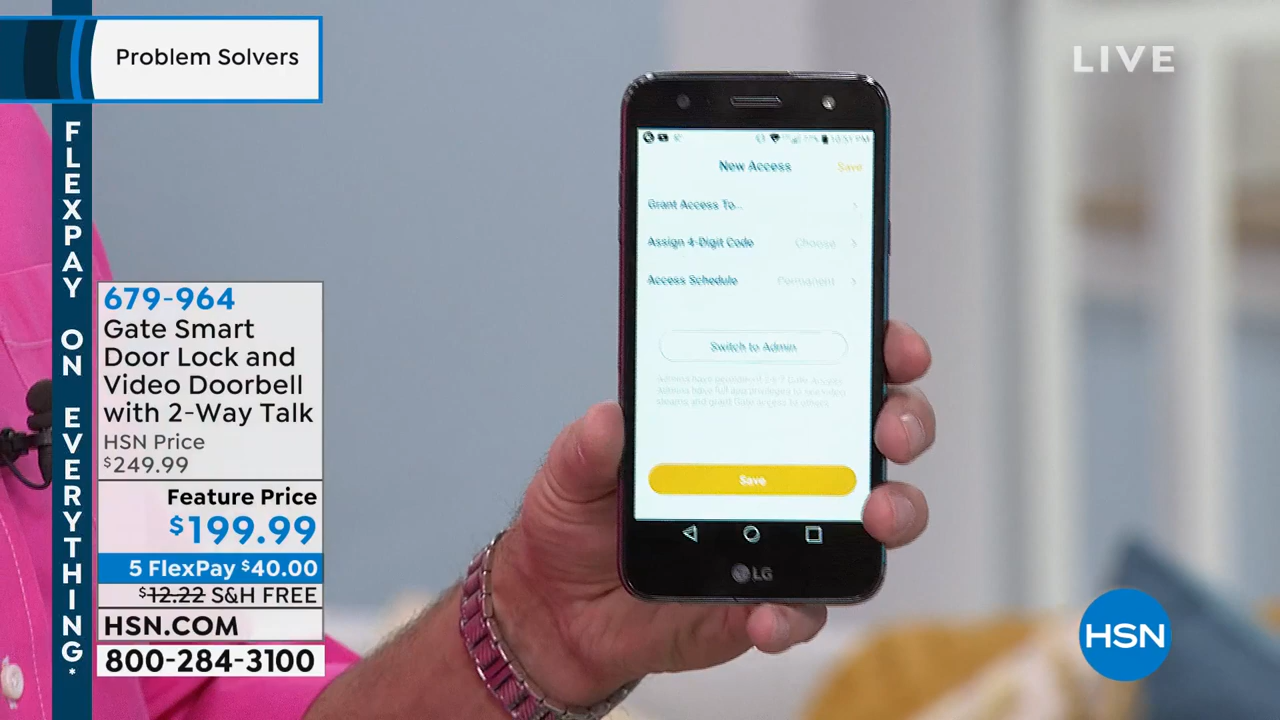 Problem Solvers
LIVE
FLEXPAY ON EVERYTHING*
679-964
Gate Smart
Door Lock and
Video Doorbell
with 2-Way Talk
HSN Price
$249.99
Feature Price
$199.99
5 FlexPay $40.00
$12.22 S&H FREE
HSN.COM
800-284-3100
New Access
Save
Grant Access To...
Assign 4-Digit Code
Choose
Access Schedule
Permanent
Switch to Admin
Save
LG
HSN